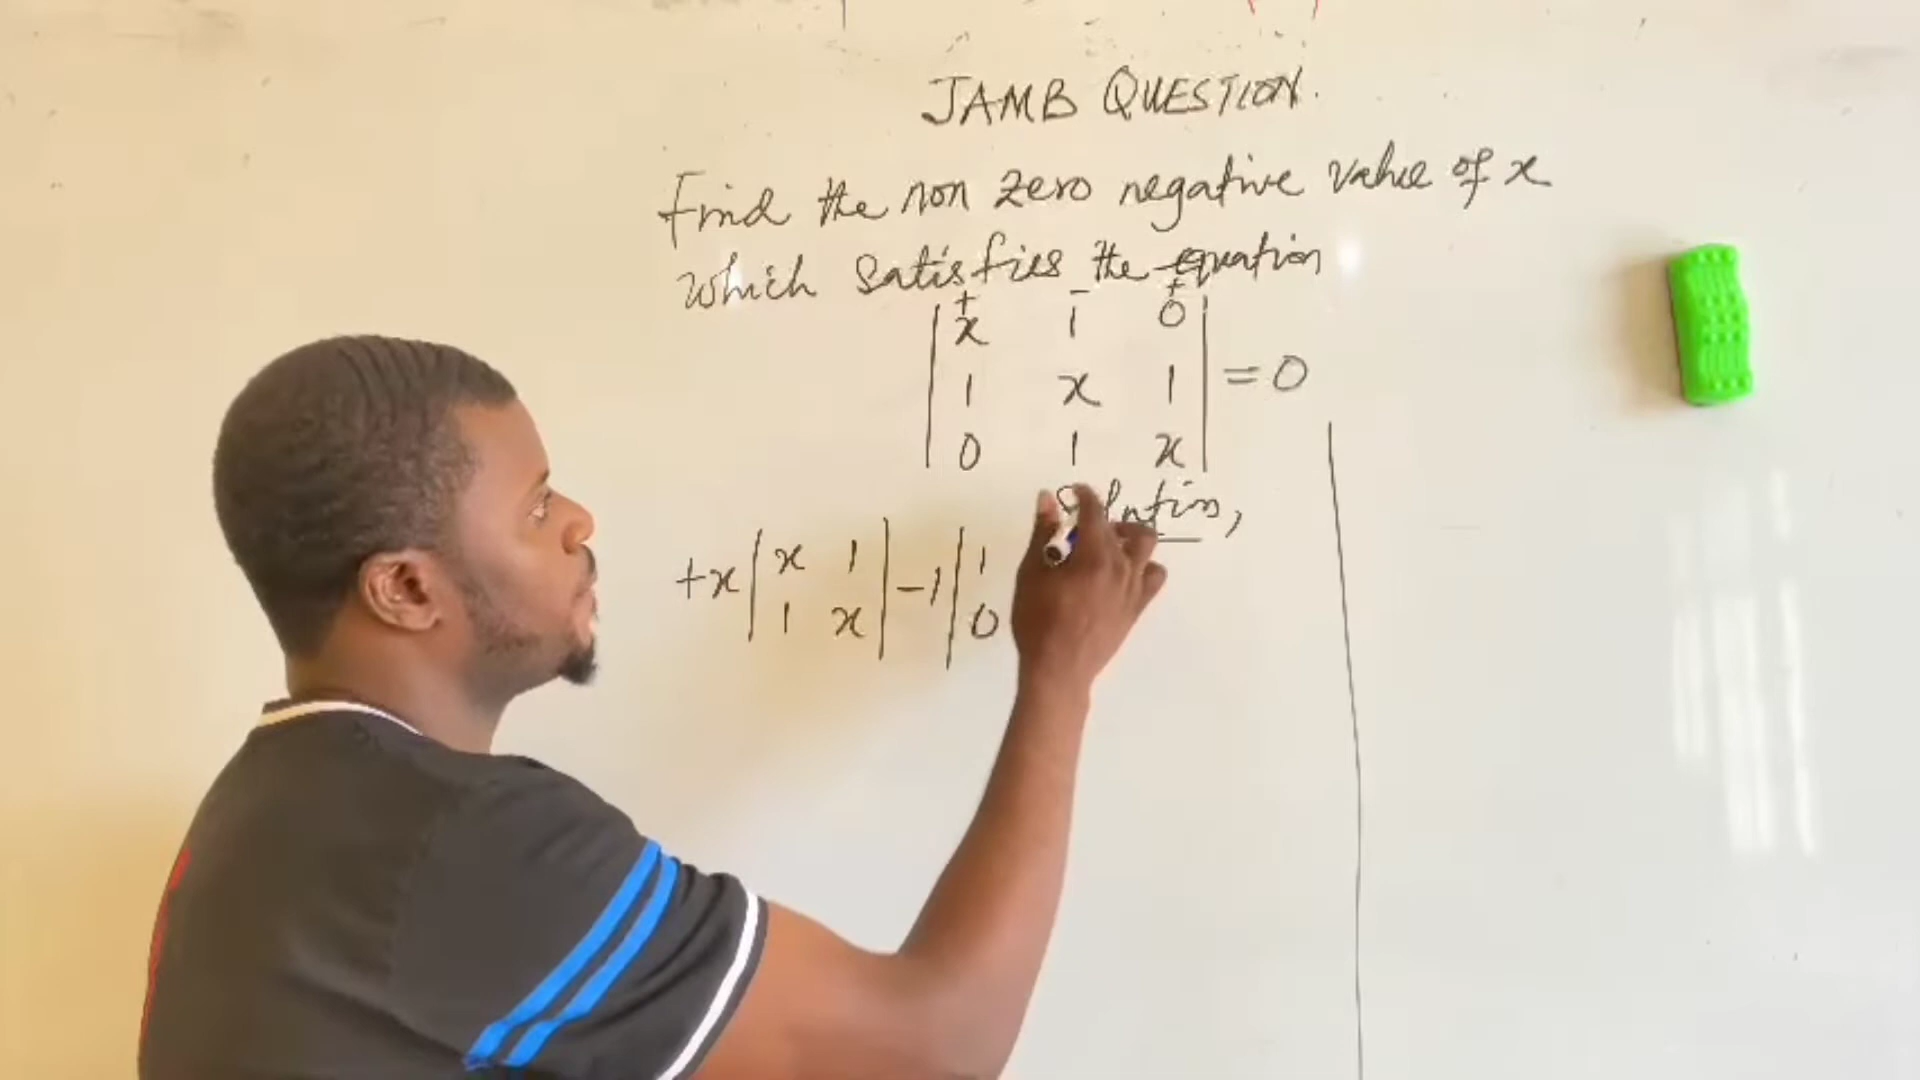 JAMB QUESTION.
Find the non zero negative value of x
which satisfies the equation
+ - +
| x 1 0 |
| 1 x 1 | = 0
| 0 1 x |
+x | x 1 | -1 | 1
| 1 x | | 0